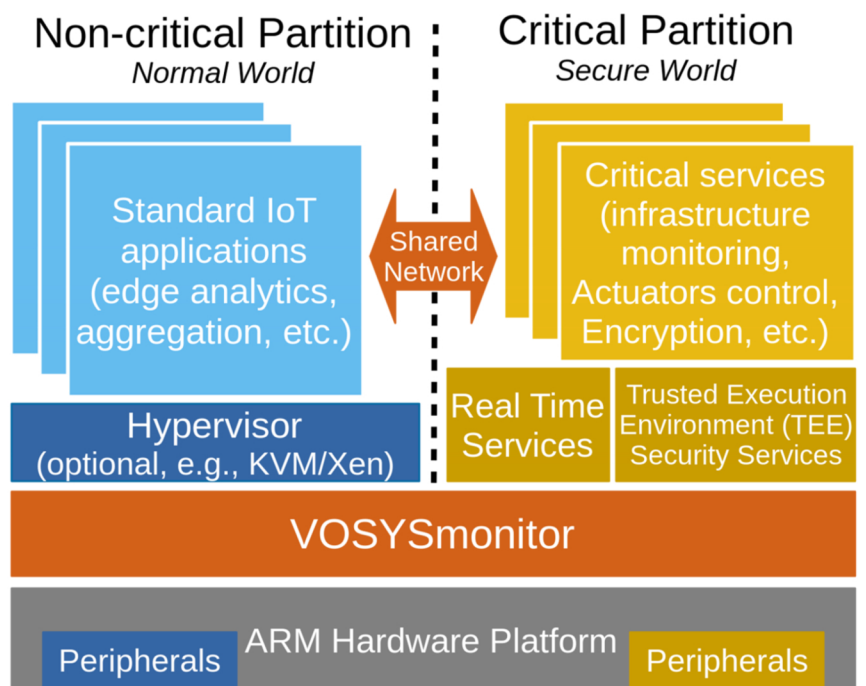 Non-critical Partition
Normal World
Critical Partition
Secure World
Standard IoT
applications
(edge analytics,
aggregation, etc.)
Shared
Network
Critical services
(infrastructure
monitoring,
Actuators control,
Encryption, etc.)
Hypervisor
(optional, e.g., KVM/Xen)
Real Time
Services
Trusted Execution
Environment (TEE)
Security Services
VOSYSmonitor
ARM Hardware Platform
Peripherals
Peripherals